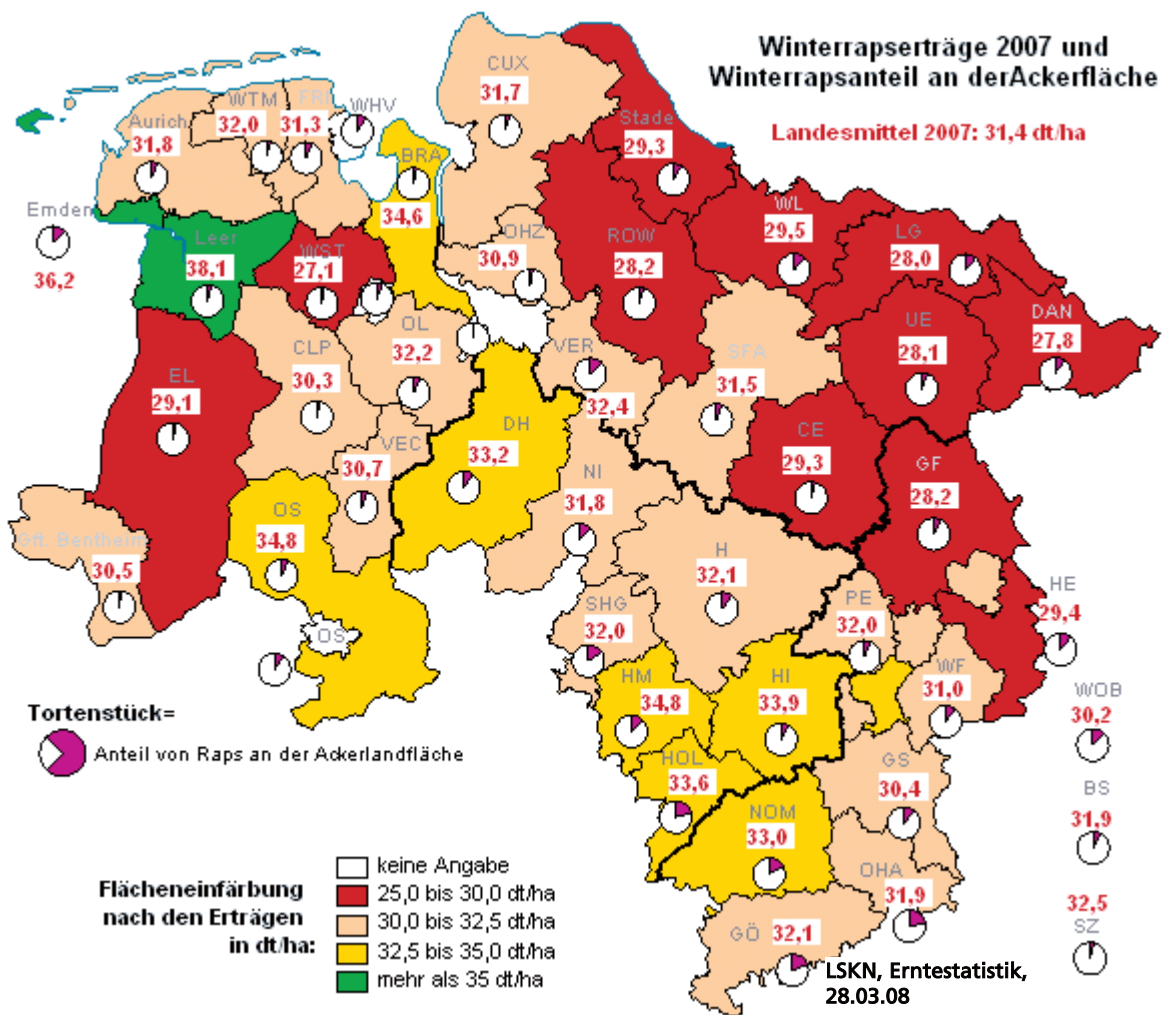 Winterrapserträge 2007 und
Winterrapsanteil an derAckerfläche
Landesmittel 2007: 31,4 dt/ha
CUX
31,7
WTM
32,0
FRI
31,3
WHV
Aurich
31,8
Stade
29,3
BRA
34,6
Emden
36,2
Leer
38,1
WST
27,1
OHZ
30,9
ROW
28,2
WL
29,5
LG
28,0
DAN
27,8
UE
28,1
OL
32,2
CLP
30,3
VER
32,4
SFA
31,5
EL
29,1
CE
29,3
DH
33,2
VEC
30,7
NI
31,8
GF
28,2
OS
34,8
Gft. Bentheim
30,5
H
32,1
SHG
32,0
PE
32,0
HE
29,4
OS
HM
34,8
HI
33,9
WF
31,0
WOB
30,2
HOL
33,6
GS
30,4
BS
31,9
NOM
33,0
OHA
31,9
32,5
SZ
GÖ 32,1
Tortenstück=
Anteil von Raps an der Ackerlandfläche
Flächeneinfärbung
nach den Erträgen
in dt/ha:
keine Angabe
25,0 bis 30,0 dt/ha
30,0 bis 32,5 dt/ha
32,5 bis 35,0 dt/ha
mehr als 35 dt/ha
LSKN, Erntestatistik,
28.03.08